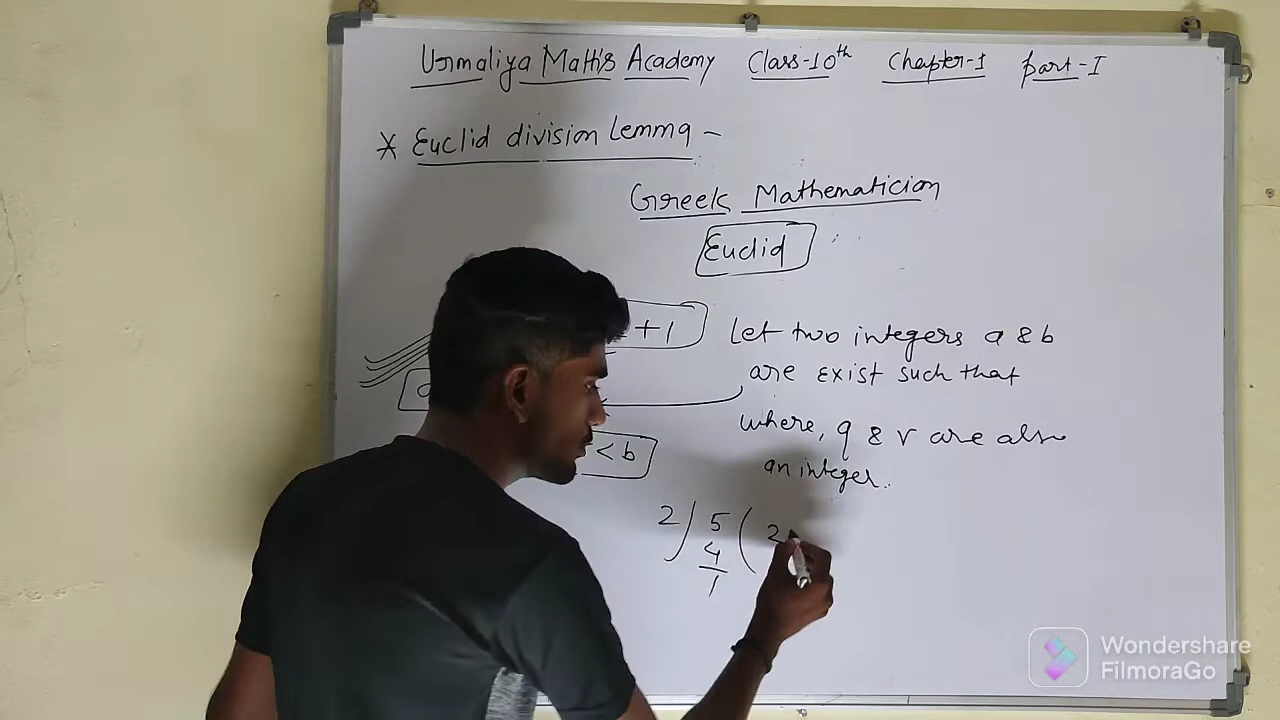 Urmaliya Math's Academy Class-10th Chapter-1 part-I
* Euclid division Lemma -
Greek Mathematician
Euclid
+1 Let two integers a & b
are exist such that
where, q & r are also
< b
an integer..
2 ) 5 ( 2
4
1
Wondershare
FilmoraGo